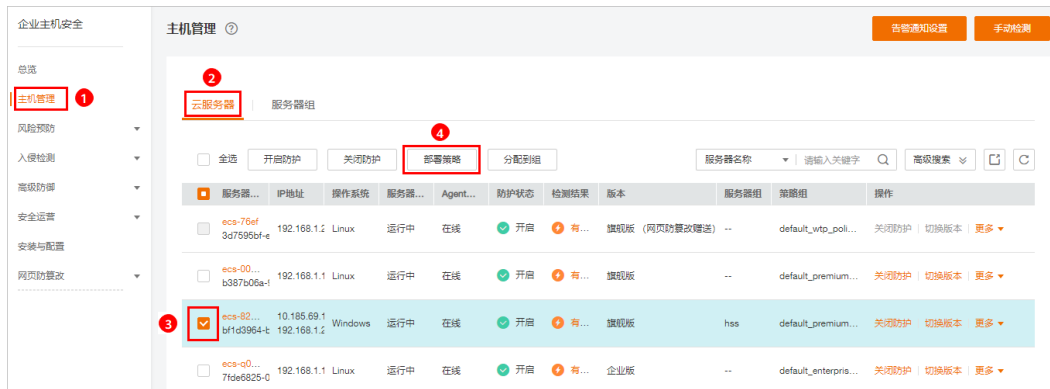 企业主机安全
主机管理
告警通知设置
手动检测
总览
主机管理 1
风险预防
入侵检测
高级防御
安全运营
安装与配置
网页防篡改
2
云服务器 服务器组
4
全选 开启防护 关闭防护 部署策略 分配到组 服务器名称 请输入关键字 高级搜索
服务器... IP地址 操作系统 服务器... Agent... 防护状态 检测结果 版本 服务器组 策略组 操作
ecs-76ef
3d7595bf-e 192.168.1.2 Linux 运行中 在线 开启 有... 旗舰版 (网页防篡改赠送) -- default_wtp_poli... 关闭防护 切换版本 更多
ecs-00...
b387b06a-9 192.168.1.1 Linux 运行中 在线 开启 有... 旗舰版 -- default_premium... 关闭防护 切换版本 更多
3
ecs-82... 10.185.69.1
bf1d3964-b 192.168.1.2 Windows 运行中 在线 开启 有... 旗舰版 hss default_premium... 关闭防护 切换版本 更多
ecs-q0...
7fde6825-0 192.168.1.1 Linux 运行中 在线 开启 有... 企业版 -- default_enterpris... 关闭防护 切换版本 更多